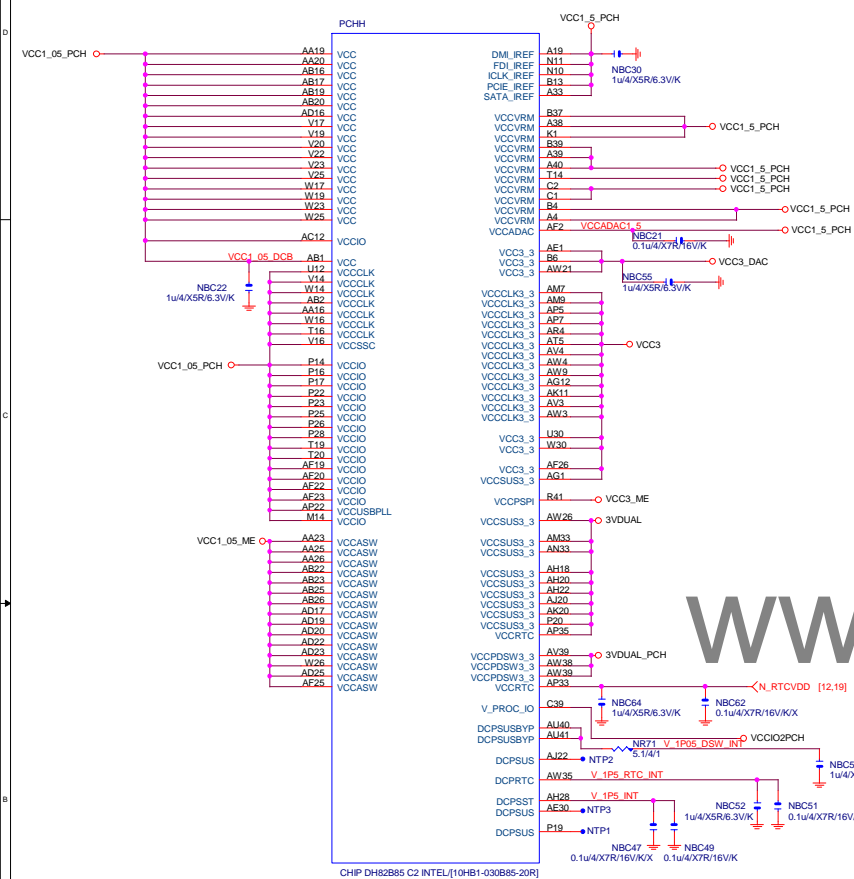 D
C
B
PCHH
VCC1_5_PCH
VCC1_05_PCH
AA19 VCC
AA20 VCC
AB16 VCC
AB17 VCC
AB19 VCC
AB20 VCC
AD16 VCC
V17 VCC
V19 VCC
V20 VCC
V22 VCC
V23 VCC
V25 VCC
W17 VCC
W19 VCC
W23 VCC
W25 VCC
AC12 VCCIO
VCC1_05_DCB
AB1 VCC
U12 VCCCLK
V14 VCCCLK
W14 VCCCLK
AB2 VCCCLK
AA16 VCCCLK
W16 VCCCLK
T16 VCCCLK
V16 VCCSSC
NBC22
1u/4/X5R/6.3V/K
VCC1_05_PCH
P14 VCCIO
P16 VCCIO
P17 VCCIO
P22 VCCIO
P23 VCCIO
P25 VCCIO
P26 VCCIO
P28 VCCIO
T19 VCCIO
T20 VCCIO
AF19 VCCIO
AF20 VCCIO
AF22 VCCIO
AF23 VCCIO
AP22 VCCUSBPLL
M14 VCCIO
VCC1_05_ME
AA23 VCCASW
AA25 VCCASW
AA26 VCCASW
AB22 VCCASW
AB23 VCCASW
AB25 VCCASW
AB26 VCCASW
AD17 VCCASW
AD19 VCCASW
AD20 VCCASW
AD22 VCCASW
AD23 VCCASW
W26 VCCASW
AD25 VCCASW
AF25 VCCASW
DMI_IREF A19
FDI_IREF N11
ICLK_IREF N10
PCIE_IREF B13
SATA_IREF A33
NBC30
1u/4/X5R/6.3V/K
VCCVRM B37
VCCVRM A38 VCC1_5_PCH
VCCVRM K1
VCCVRM B39
VCCVRM A39
VCCVRM A40 VCC1_5_PCH
VCCVRM T14 VCC1_5_PCH
VCCVRM C2 VCC1_5_PCH
VCCVRM C1
VCCVRM B4 VCC1_5_PCH
VCCVRM A4
VCCADAC AF2 VCCADAC1_5 VCC1_5_PCH
NBC21
0.1u/4/X7R/16V/K
VCC3_3 AE1
VCC3_3 B6 VCC3_DAC
VCC3_3 AW21
NBC55
1u/4/X5R/6.3V/K
VCCCLK3_3 AM7
VCCCLK3_3 AM9
VCCCLK3_3 AP5
VCCCLK3_3 AP7
VCCCLK3_3 AR4
VCCCLK3_3 AT5 VCC3
VCCCLK3_3 AV4
VCCCLK3_3 AW4
VCCCLK3_3 AW9
VCCCLK3_3 AG12
VCCCLK3_3 AK11
VCCCLK3_3 AV3
VCCCLK3_3 AW3
VCC3_3 U30
VCC3_3 W30
VCC3_3 AF26
VCCSUS3_3 AG1
VCCPSPI R41 VCC3_ME
VCCSUS3_3 AW26 3VDUAL
VCCSUS3_3 AM33
VCCSUS3_3 AN33
VCCSUS3_3 AH18
VCCSUS3_3 AH20
VCCSUS3_3 AH22
VCCSUS3_3 AJ20
VCCSUS3_3 AK20
VCCSUS3_3 P20
VCCRTC AP35
VCCPDSW3_3 AV39 3VDUAL_PCH
VCCPDSW3_3 AW38
VCCPDSW3_3 AW39
VCCRTC AP33 N_RTCVDD [12,19]
NBC64
1u/4/X5R/6.3V/K
NBC62
0.1u/4/X7R/16V/K/X
V_PROC_IO C39 VCCIO2PCH
DCPSUSBYP AU40
DCPSUSBYP AU41
NR71 V_1P05_DSW_INT
5.1/4/1
NBC5
1u/4/X
DCPSUS AJ22 NTP2
DCPRTC AW35 V_1P5_RTC_INT
NBC52
1u/4/X5R/6.3V/K
NBC51
0.1u/4/X7R/16V/
DCPSST AH28 V_1P5_INT
DCPSUS AE30 NTP3
DCPSUS P19 NTP1
NBC47
0.1u/4/X7R/16V/K/X
NBC49
0.1u/4/X7R/16V/K
CHIP DH82B85 C2 INTEL/[10HB1-030B85-20R]